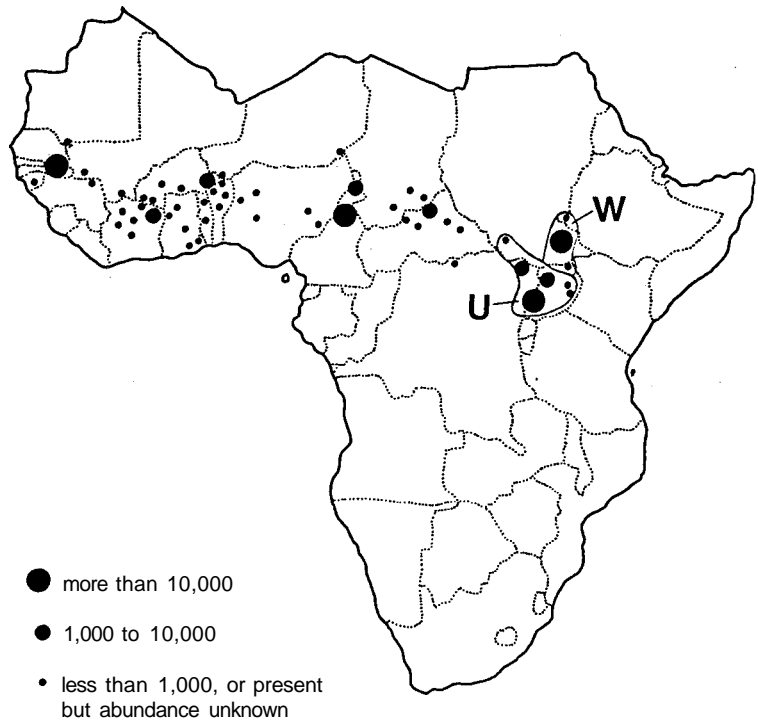 W
U
more than 10,000
1,000 to 10,000
less than 1,000, or present
but abundance unknown